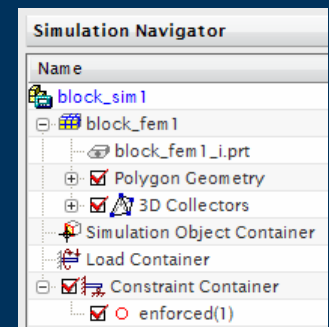 Simulation Navigator
Name
block_sim1
block_fem1
block_fem1_i.prt
Polygon Geometry
3D Collectors
Simulation Object Container
Load Container
Constraint Container
enforced(1)